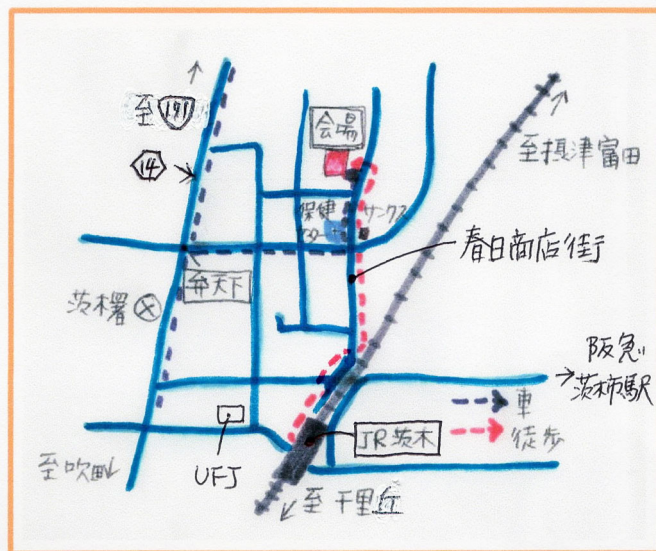 至171
14
会場
至摂津富田
保健
センター
サンクス
春日商店街
弁天下
茨木署
阪急
茨木市駅
車
徒歩
JR茨木
UFJ
至吹田
至千里丘